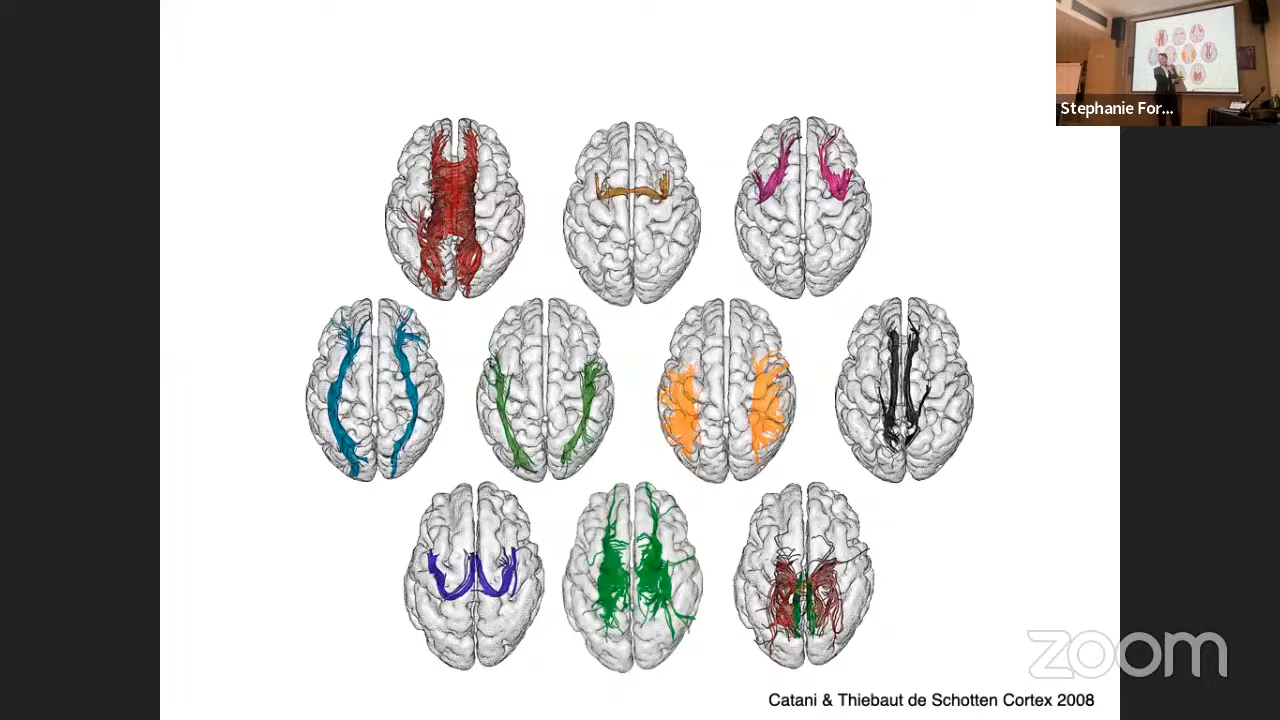 Stephanie For...
zoom
Catani & Thiebaut de Schotten Cortex 2008